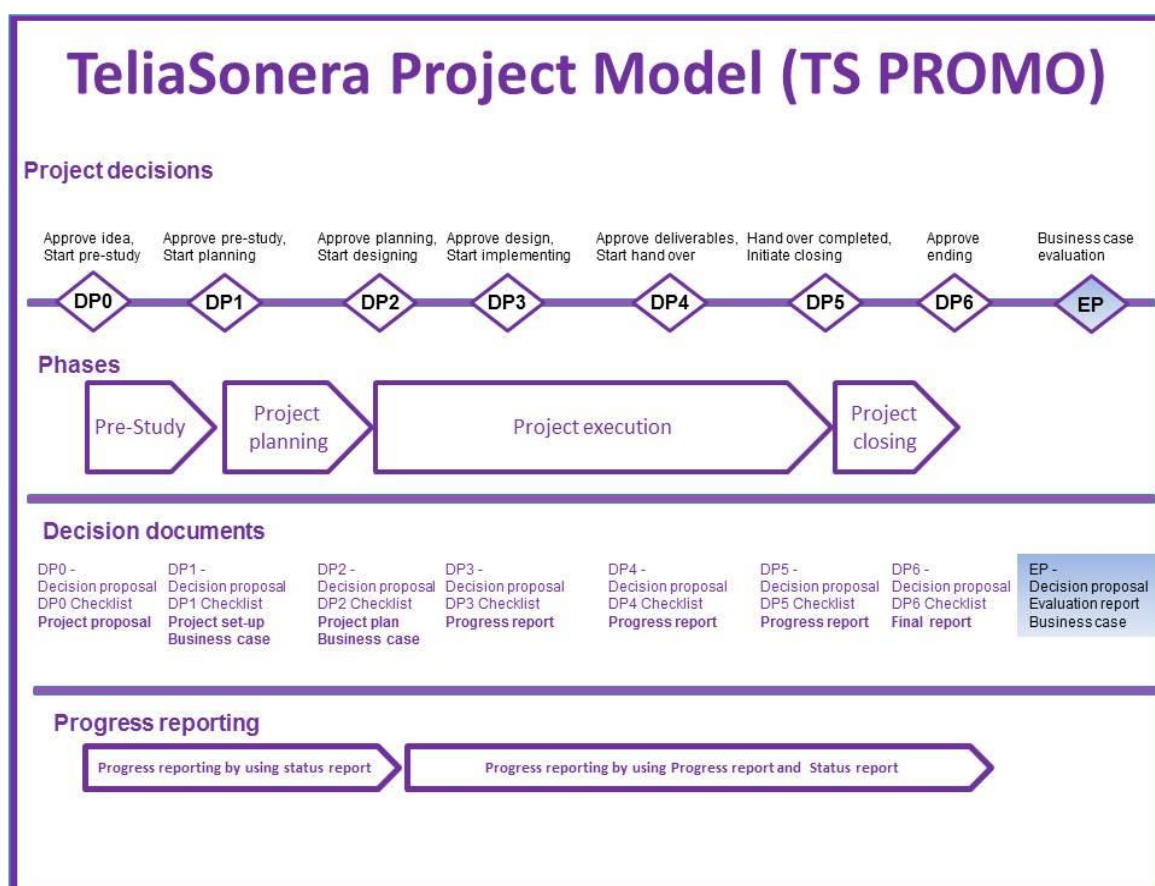 TeliaSonera Project Model (TS PROMO)
Project decisions
Approve idea,
Start pre-study
Approve pre-study,
Start planning
Approve planning,
Start designing
Approve design,
Start implementing
Approve deliverables,
Start hand over
Hand over completed,
Initiate closing
Approve
ending
Business case
evaluation
DP0
DP1
DP2
DP3
DP4
DP5
DP6
EP
Phases
Pre-Study
Project
planning
Project execution
Project
closing
Decision documents
DP0 -
Decision proposal
DP0 Checklist
Project proposal
DP1 -
Decision proposal
DP1 Checklist
Project set-up
Business case
DP2 -
Decision proposal
DP2 Checklist
Project plan
Business case
DP3 -
Decision proposal
DP3 Checklist
Progress report
DP4 -
Decision proposal
DP4 Checklist
Progress report
DP5 -
Decision proposal
DP5 Checklist
Progress report
DP6 -
Decision proposal
DP6 Checklist
Final report
EP -
Decision proposal
Evaluation report
Business case
Progress reporting
Progress reporting by using status report
Progress reporting by using Progress report and Status report